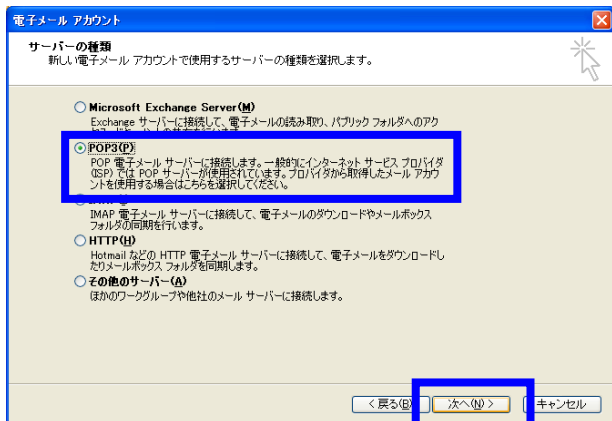 電子メール アカウント
サーバーの種類
新しい電子メール アカウントで使用するサーバーの種類を選択します。
Microsoft Exchange Server(M)
Exchange サーバーに接続して、電子メールの読み取り、パブリック フォルダへのアク
POP3(P)
POP 電子メール サーバーに接続します。一般的にインターネット サービス プロバイダ
(ISP) では POP サーバーが使用されています。プロバイダから取得したメール アカウ
ントを使用する場合はこちらを選択してください。
IMAP 電子メール サーバーに接続して、電子メールのダウンロードやメールボックス
フォルダの同期を行います。
HTTP(H)
Hotmail などの HTTP 電子メール サーバーに接続して、電子メールをダウンロードし
たりメールボックス フォルダを同期します。
その他のサーバー(A)
ほかのワークグループや他社のメール サーバーに接続します。
< 戻る(B) 次へ(N) > キャンセル